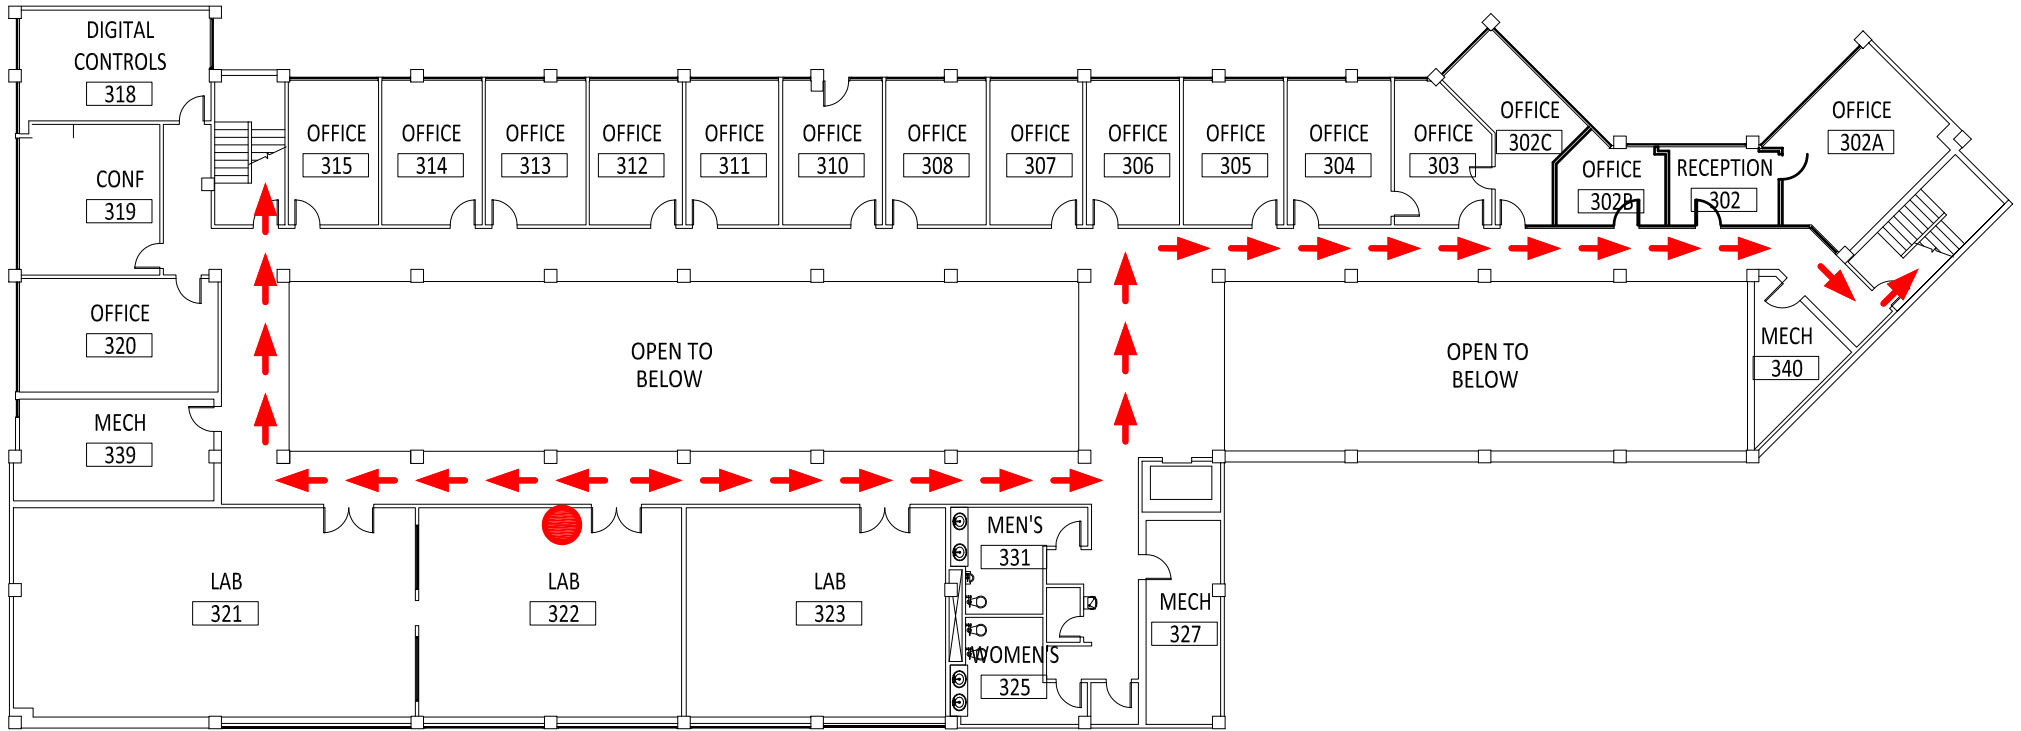 DIGITAL
CONTROLS
318
CONF
319
OFFICE
320
MECH
339
OFFICE
315
OFFICE
314
OFFICE
313
OFFICE
312
OFFICE
311
OFFICE
310
OFFICE
308
OFFICE
307
OFFICE
306
OFFICE
305
OFFICE
304
OFFICE
303
OFFICE
302C
OFFICE
302B
RECEPTION
302
OFFICE
302A
OPEN TO
BELOW
OPEN TO
BELOW
MECH
340
LAB
321
LAB
322
LAB
323
MEN'S
331
WOMEN'S
325
MECH
327